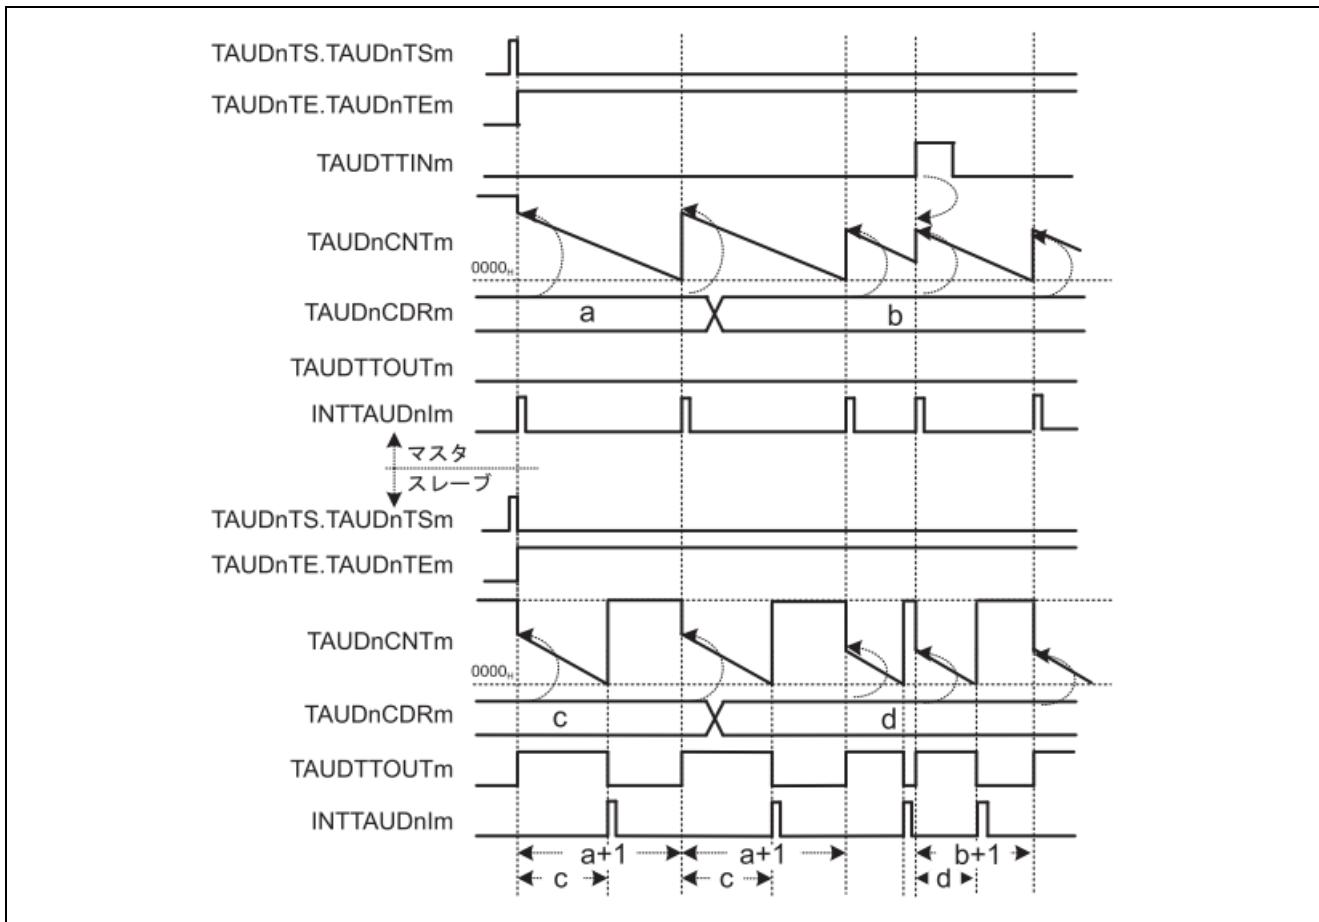 TAUDnTS.TAUDnTSm
TAUDnTE.TAUDnTEm
TAUDTTINm
TAUDnCNTm
0000H
TAUDnCDRm
a
b
TAUDTTOUTm
INTTAUDnIm
マスタ
スレーブ
TAUDnTS.TAUDnTSm
TAUDnTE.TAUDnTEm
TAUDnCNTm
0000H
TAUDnCDRm
c
d
TAUDTTOUTm
INTTAUDnIm
a+1 a+1 b+1
c c d